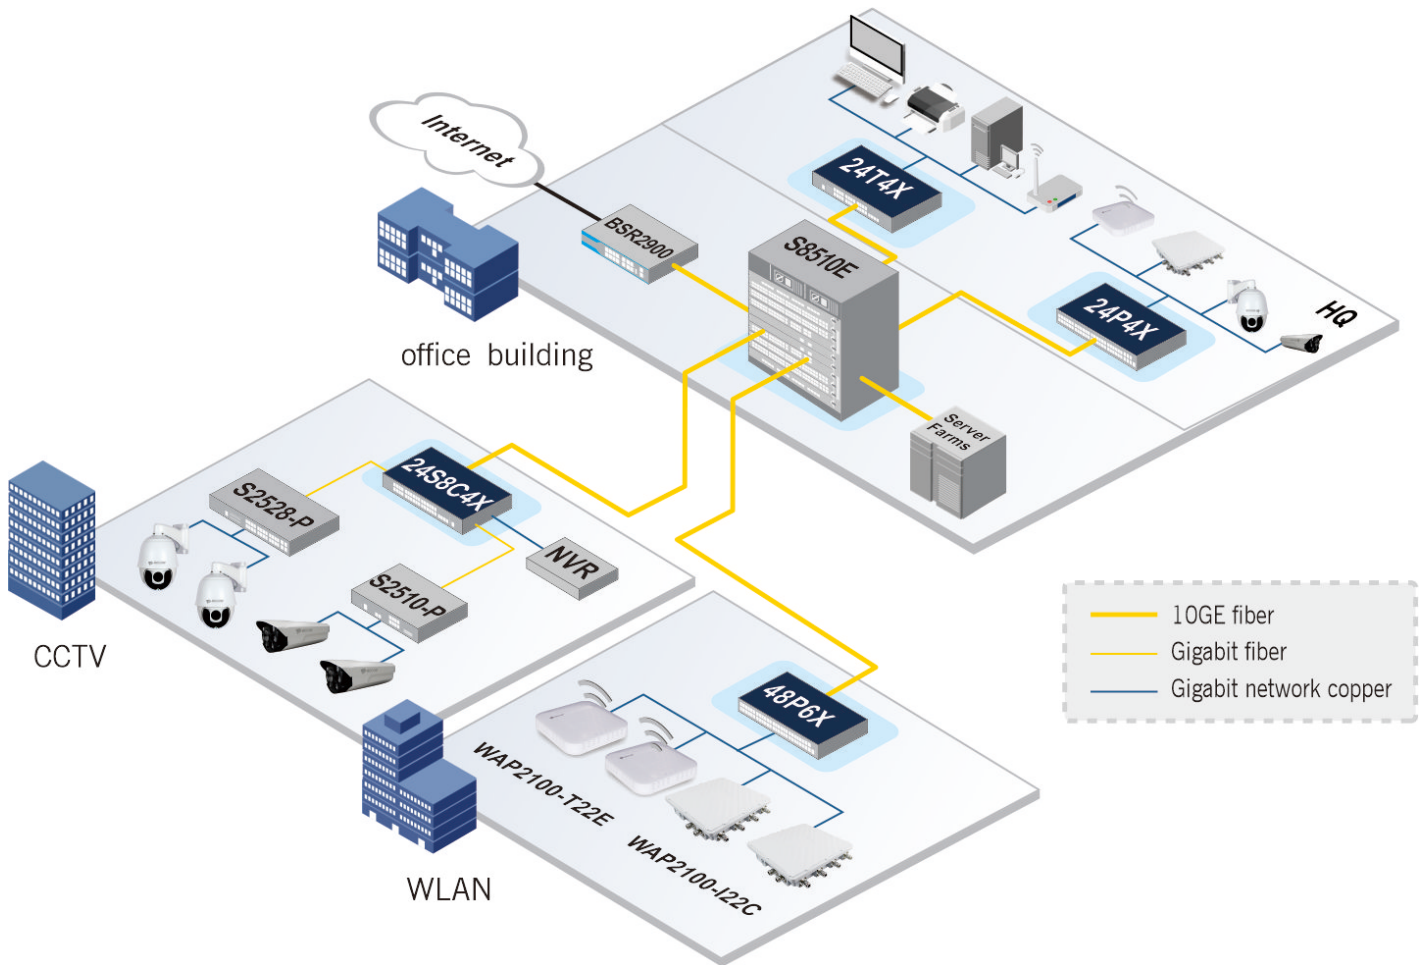 Internet
BSR2900
S8510E
24T4X
24P4X
HQ
Server
Farms
office building
24S8C4X
S2528-P
S2510-P
NVR
CCTV
48P6X
WAP2100-T22E
WAP2100-I22C
WLAN
10GE fiber
Gigabit fiber
Gigabit network copper